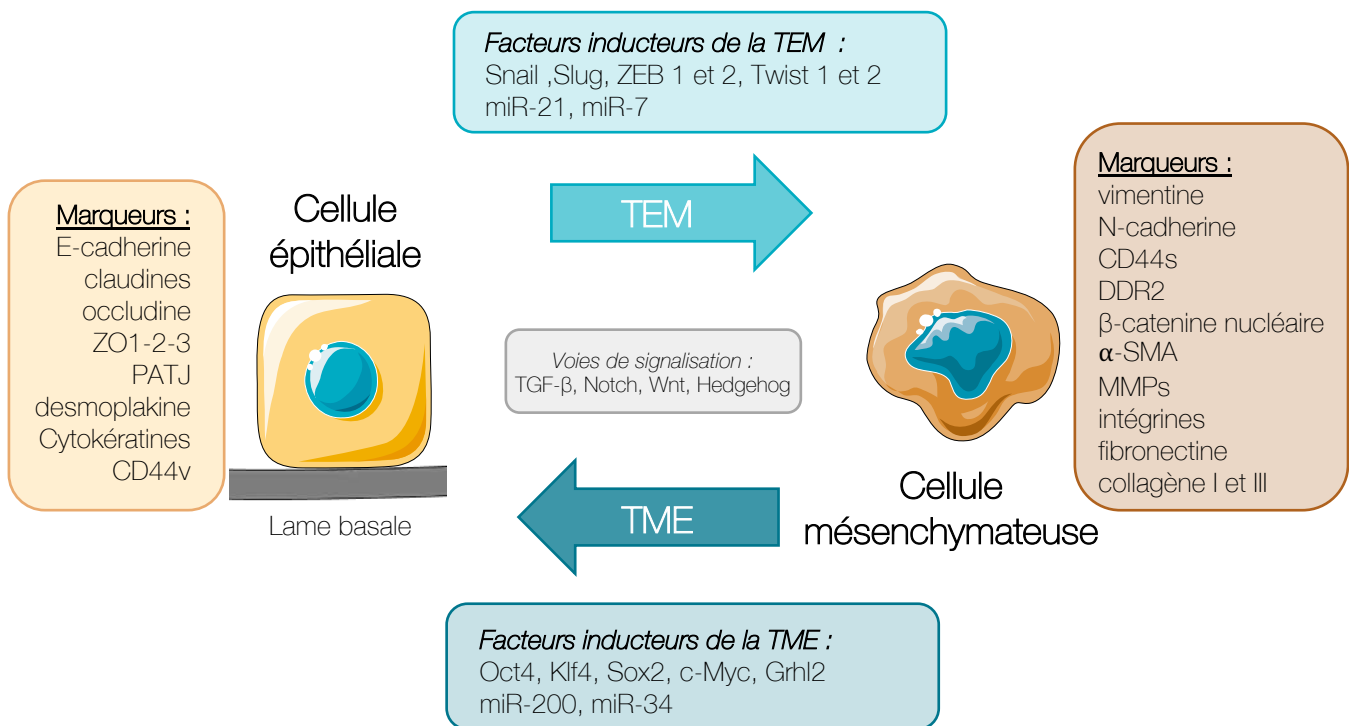 Facteurs inducteurs de la TEM :
Snail ,Slug, ZEB 1 et 2, Twist 1 et 2
miR-21, miR-7
Marqueurs :
E-cadherine
claudines
occludine
ZO1-2-3
PATJ
desmoplakine
Cytokératines
CD44v
Cellule
épithéliale
Lame basale
TEM
Voies de signalisation :
TGF-β, Notch, Wnt, Hedgehog
TME
Cellule
mésenchymateuse
Marqueurs :
vimentine
N-cadherine
CD44s
DDR2
β-catenine nucléaire
α-SMA
MMPs
intégrines
fibronectine
collagène I et III
Facteurs inducteurs de la TME :
Oct4, Klf4, Sox2, c-Myc, Grhl2
miR-200, miR-34